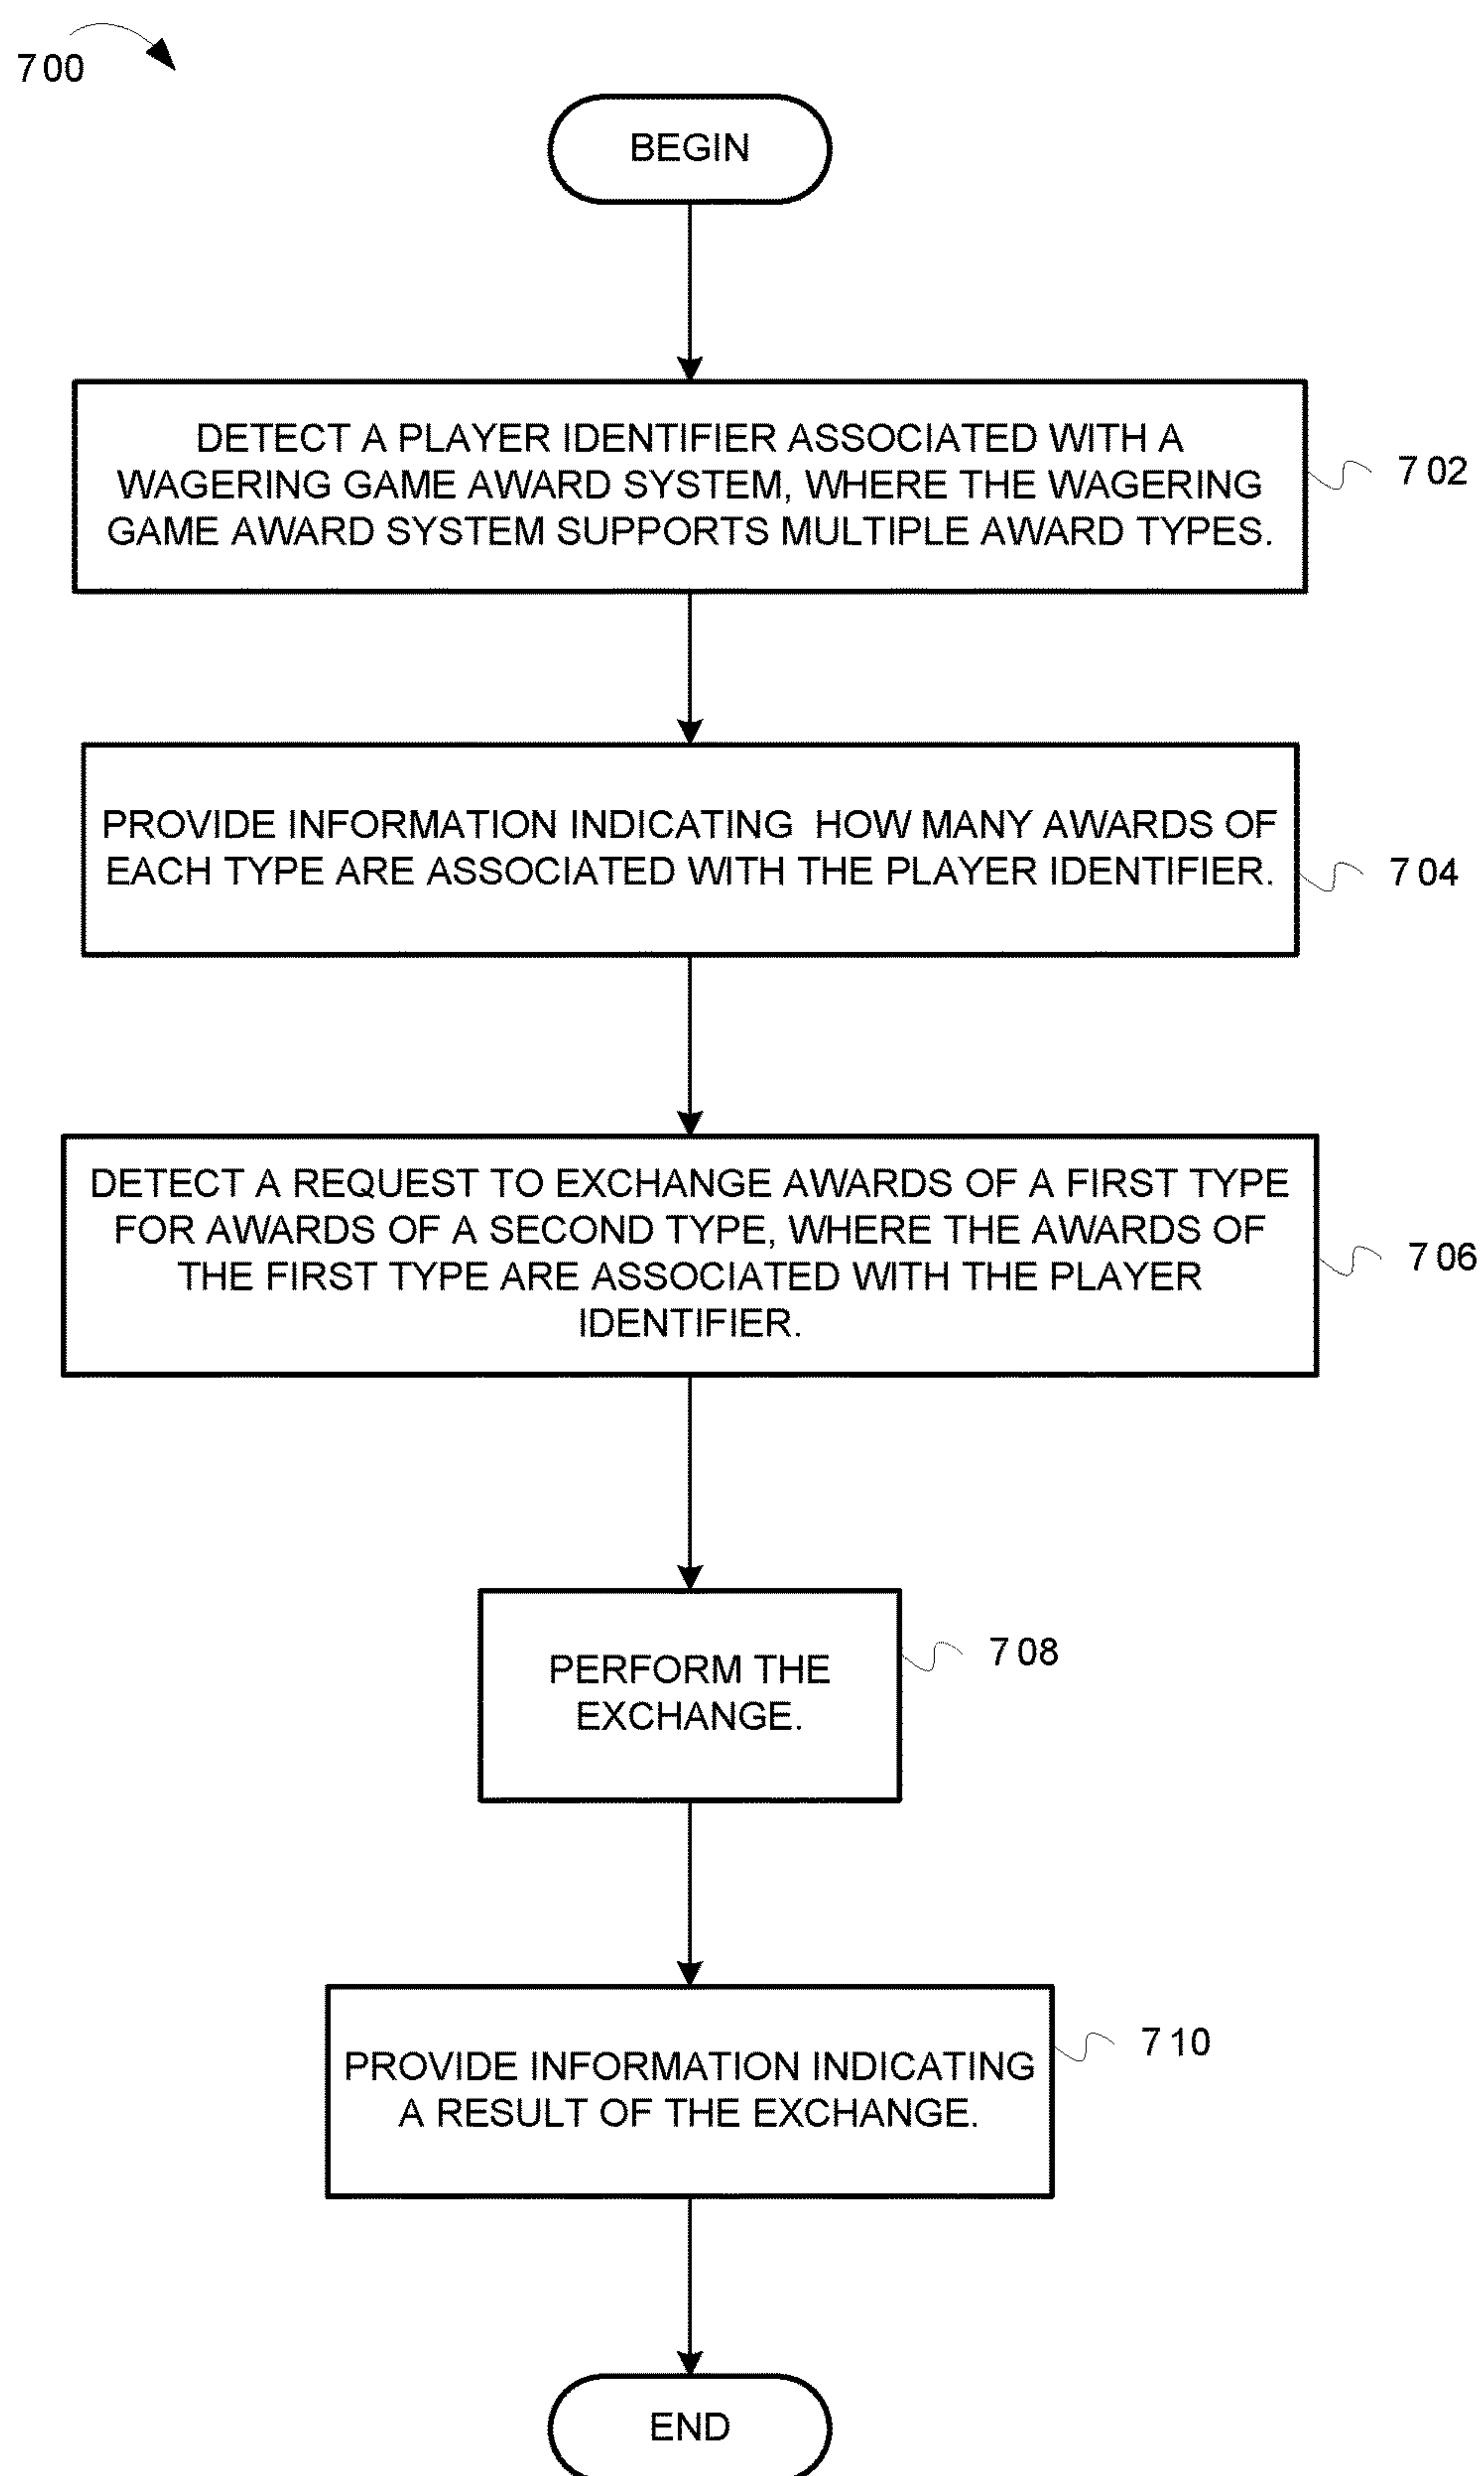 700
BEGIN
DETECT A PLAYER IDENTIFIER ASSOCIATED WITH A
WAGERING GAME AWARD SYSTEM, WHERE THE WAGERING
GAME AWARD SYSTEM SUPPORTS MULTIPLE AWARD TYPES.
702
PROVIDE INFORMATION INDICATING HOW MANY AWARDS OF
EACH TYPE ARE ASSOCIATED WITH THE PLAYER IDENTIFIER.
704
DETECT A REQUEST TO EXCHANGE AWARDS OF A FIRST TYPE
FOR AWARDS OF A SECOND TYPE, WHERE THE AWARDS OF
THE FIRST TYPE ARE ASSOCIATED WITH THE PLAYER
IDENTIFIER.
706
PERFORM THE
EXCHANGE.
708
PROVIDE INFORMATION INDICATING
A RESULT OF THE EXCHANGE.
710
END